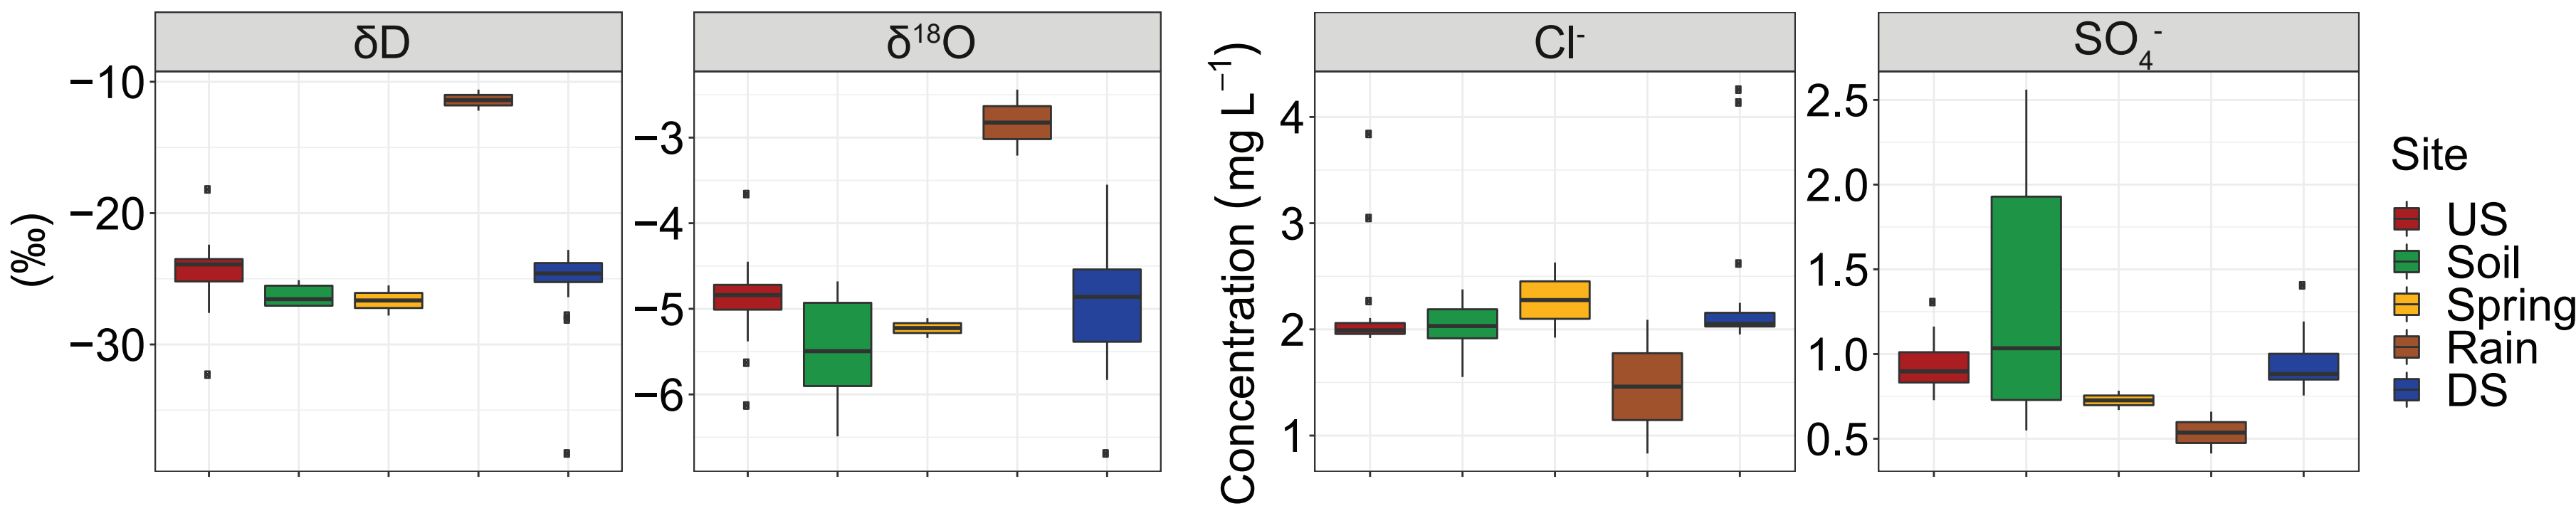 δD
(‰)
−10
−20
−30
δ¹⁸O
−3
−4
−5
−6
Cl⁻
Concentration (mg L⁻¹)
4
3
2
1
SO₄⁻
2.5
2.0
1.5
1.0
0.5
Site
US
Soil
Spring
Rain
DS